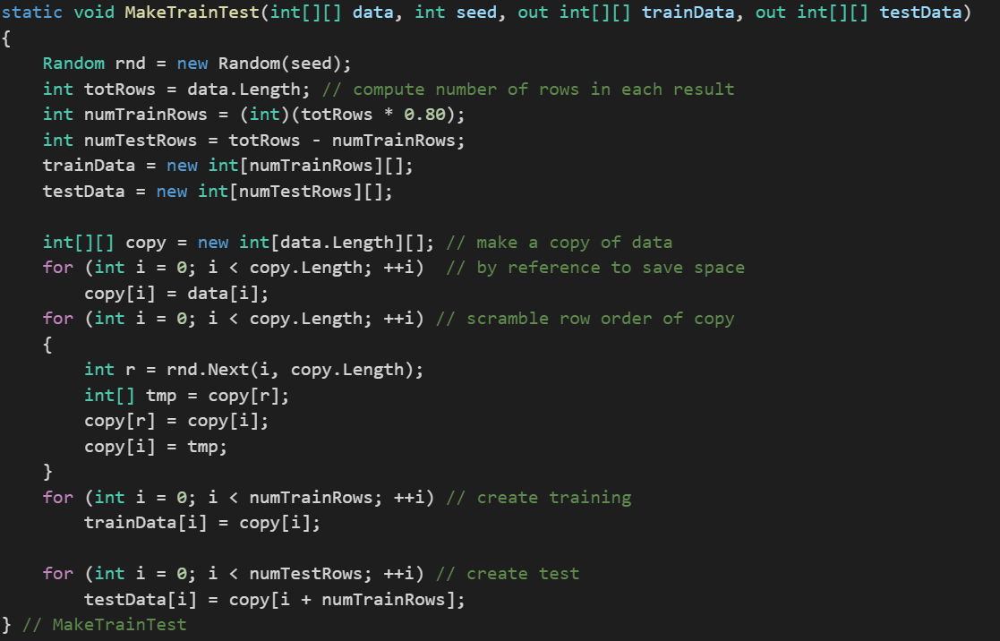 static void MakeTrainTest(int[][] data, int seed, out int[][] trainData, out int[][] testData)
{
    Random rnd = new Random(seed);
    int totRows = data.Length; // compute number of rows in each result
    int numTrainRows = (int)(totRows * 0.80);
    int numTestRows = totRows - numTrainRows;
    trainData = new int[numTrainRows][];
    testData = new int[numTestRows][];

    int[][] copy = new int[data.Length][]; // make a copy of data
    for (int i = 0; i < copy.Length; ++i)  // by reference to save space
        copy[i] = data[i];
    for (int i = 0; i < copy.Length; ++i) // scramble row order of copy
    {
        int r = rnd.Next(i, copy.Length);
        int[] tmp = copy[r];
        copy[r] = copy[i];
        copy[i] = tmp;
    }
    for (int i = 0; i < numTrainRows; ++i) // create training
        trainData[i] = copy[i];

    for (int i = 0; i < numTestRows; ++i) // create test
        testData[i] = copy[i + numTrainRows];
} // MakeTrainTest